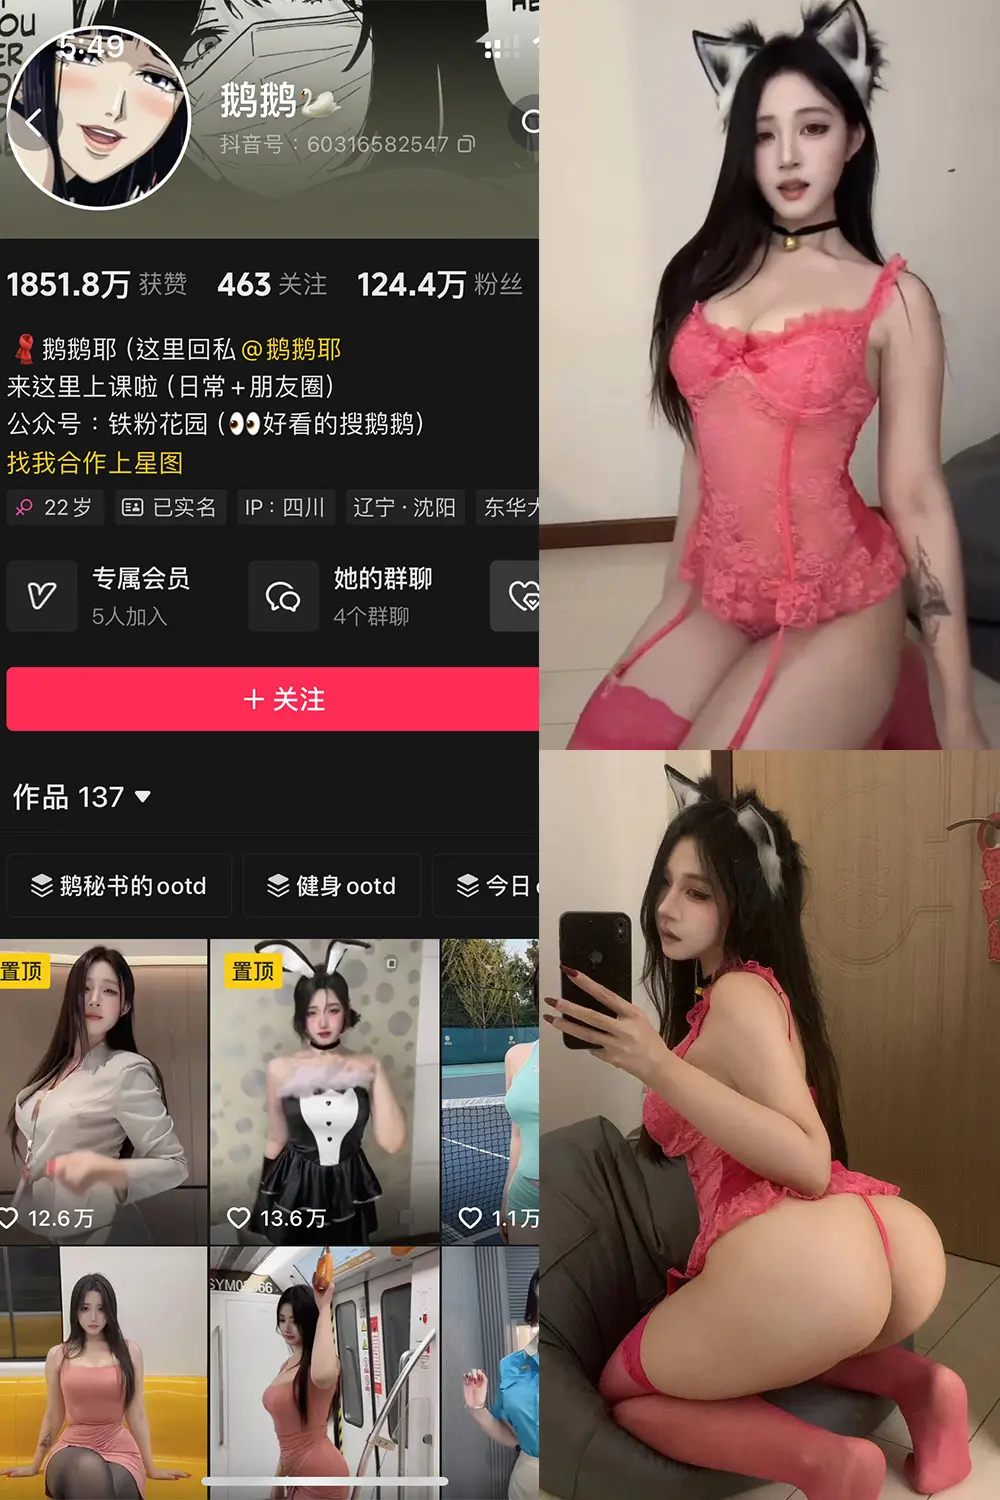 OU
ER
5:49
鹅鹅🦢
抖音号：60316582547
1851.8万 获赞 463 关注 124.4万 粉丝
鹅鹅耶（这里回私 @鹅鹅耶
来这里上课啦（日常+朋友圈）
公众号：铁粉花园（👀好看的搜鹅鹅）
找我合作上星图
22岁 已实名 IP：四川 辽宁·沈阳 东华
专属会员 她的群聊
5人加入 4个群聊
+ 关注
作品 137
鹅秘书的ootd 健身ootd 今日
置顶 置顶
12.6万 13.6万 1.1万